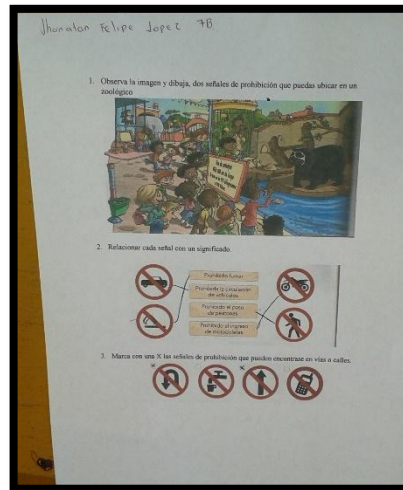 Jhonatan Felipe Lopez 7B
1. Observa la imagen y dibuja, dos señales de prohibición que puedas ubicar en un
zoológico
2. Relacionar cada señal con un significado.
Prohibido fumar
Prohibida la circulación
de vehículos
Prohibido el paso
de peatones
Prohibido el ingreso
de motocicletas
3. Marca con una X las señales de prohibición que pueden encontrase en vías a calles.
x x